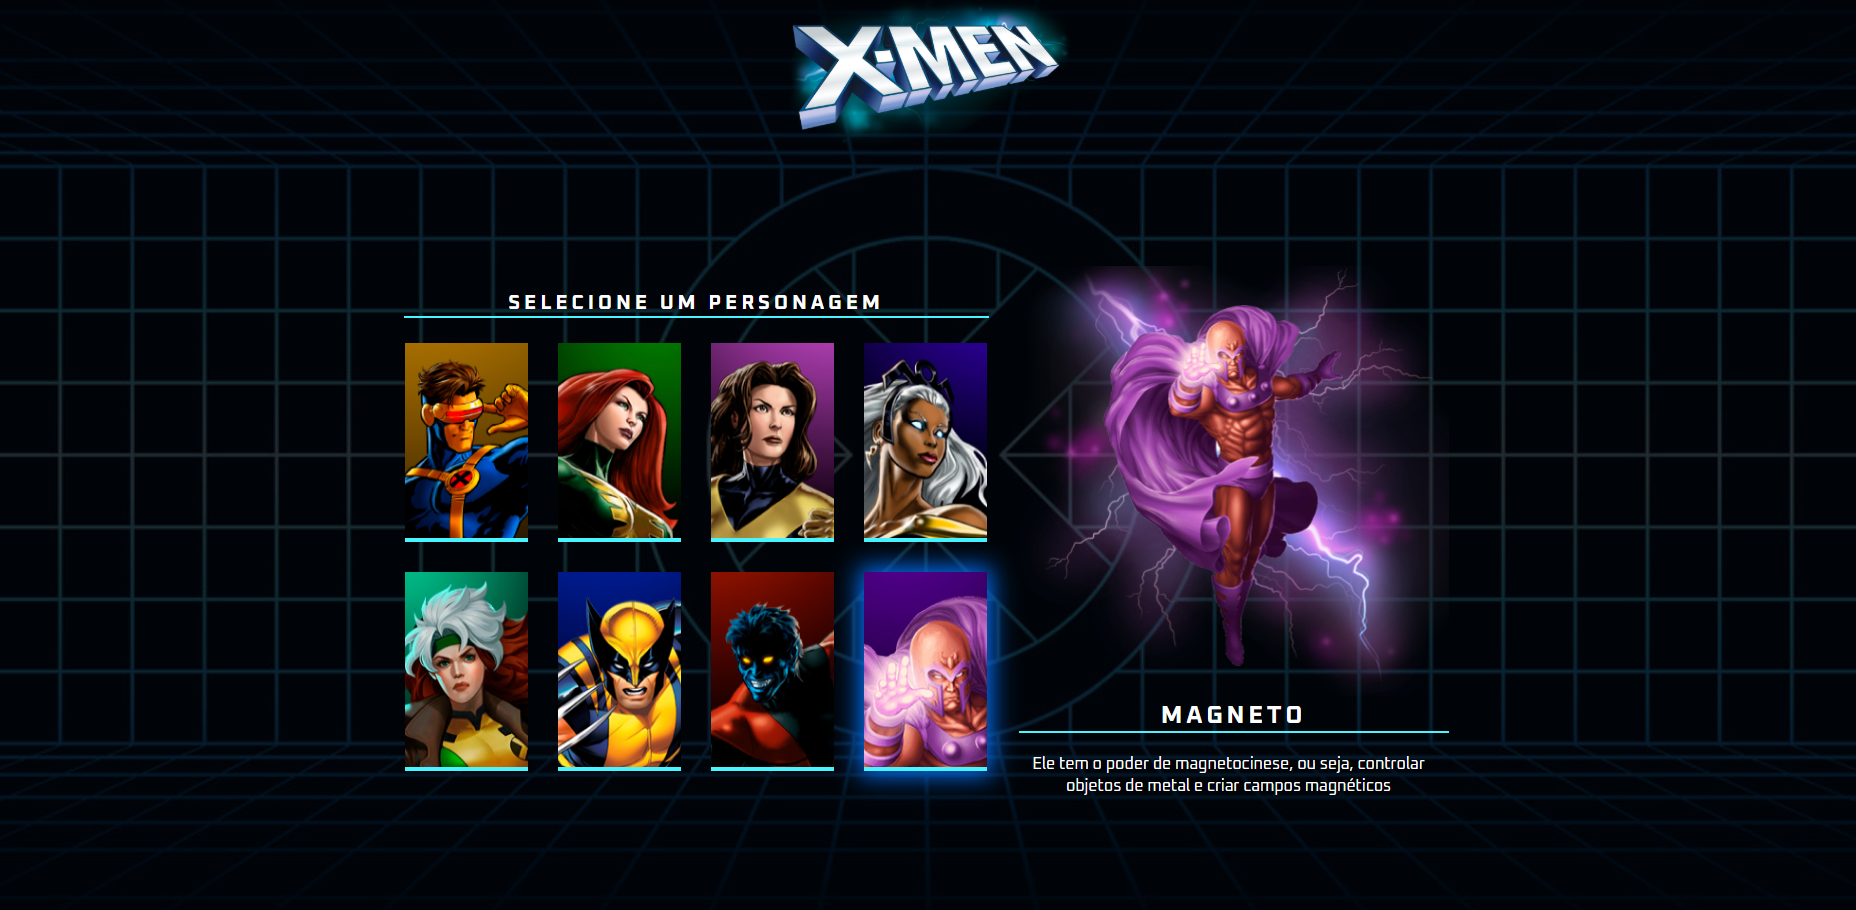 X-MEN
SELECIONE UM PERSONAGEM
MAGNETO
Ele tem o poder de magnetocinese, ou seja, controlar
objetos de metal e criar campos magnéticos